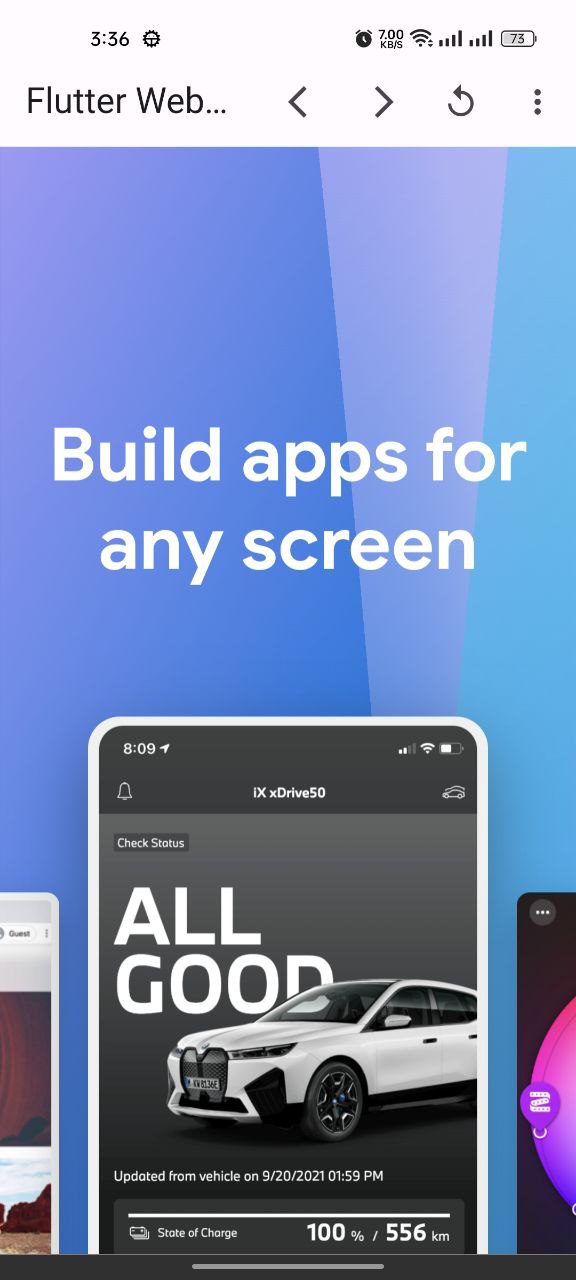 3:36
7.00
KB/S
73
Flutter Web...
Build apps for
any screen
8:09
iX xDrive50
Check Status
ALL
GOOD
Guest
KW 8136E
Updated from vehicle on 9/20/2021 01:59 PM
State of Charge 100 % / 556 km